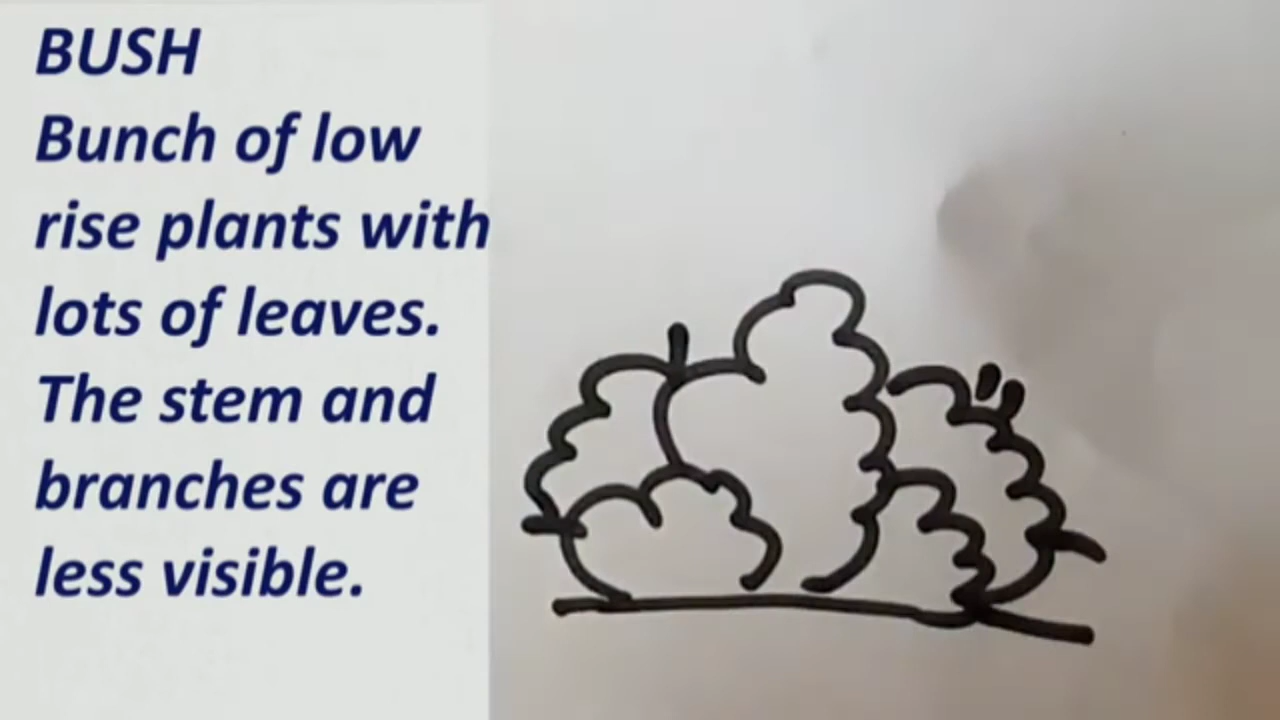 BUSH
Bunch of low
rise plants with
lots of leaves.
The stem and
branches are
less visible.